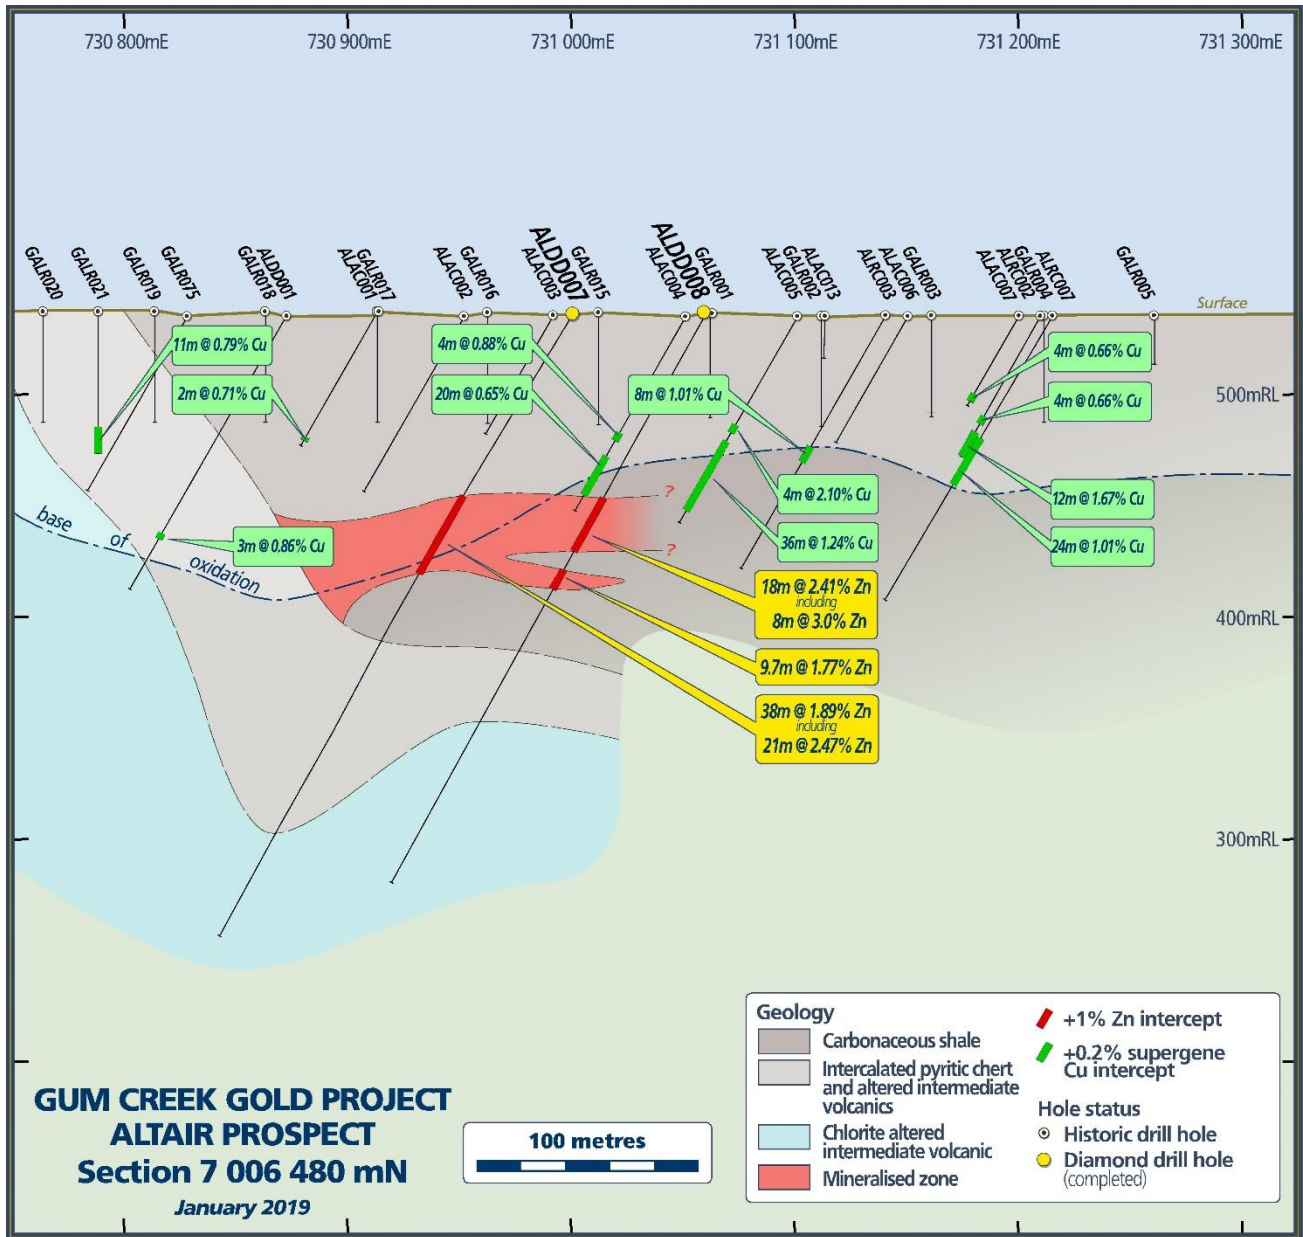 730 800mE
730 900mE
731 000mE
731 100mE
731 200mE
731 300mE
GALR020
GALR021
GALR019
GALR075
GALR018
ALDD001
ALAC001
GALR017
ALAC002
GALR016
ALAC003
ALDD007
GALR015
ALAC004
ALDD008
GALR001
ALAC005
GALR002
ALAC013
ALRC003
ALAC006
GALR003
ALAC007
ALRC002
GALR004
ALRC007
GALR005
Surface
11m @ 0.79% Cu
2m @ 0.71% Cu
4m @ 0.88% Cu
20m @ 0.65% Cu
8m @ 1.01% Cu
4m @ 0.66% Cu
4m @ 0.66% Cu
500mRL
4m @ 2.10% Cu
36m @ 1.24% Cu
12m @ 1.67% Cu
24m @ 1.01% Cu
3m @ 0.86% Cu
base of oxidation
?
?
18m @ 2.41% Zn
including
8m @ 3.0% Zn
400mRL
9.7m @ 1.77% Zn
38m @ 1.89% Zn
including
21m @ 2.47% Zn
300mRL
GUM CREEK GOLD PROJECT
ALTAIR PROSPECT
Section 7 006 480 mN
January 2019
100 metres
Geology
Carbonaceous shale
Intercalated pyritic chert
and altered intermediate
volcanics
Chlorite altered
intermediate volcanic
Mineralised zone
+1% Zn intercept
+0.2% supergene
Cu intercept
Hole status
Historic drill hole
Diamond drill hole
(completed)